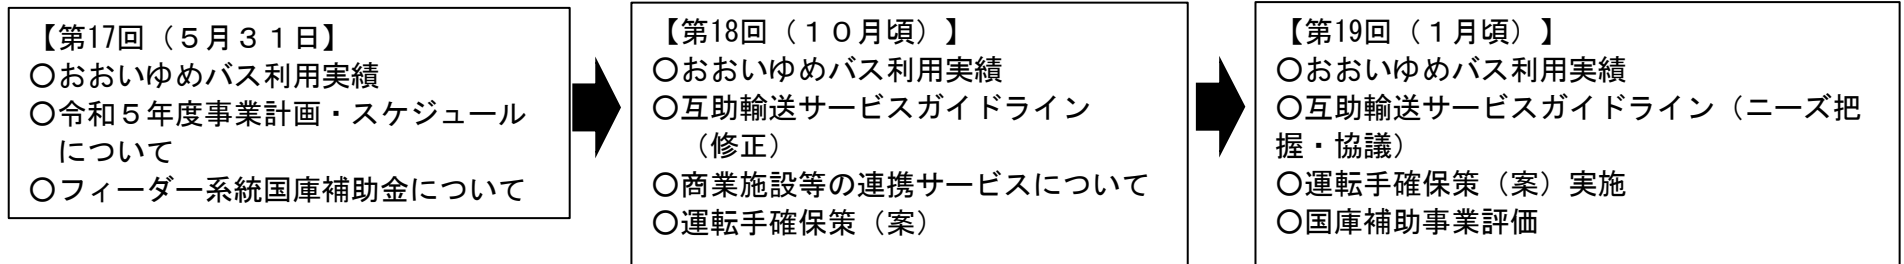 【第17回（５月３１日】
〇おおいゆめバス利用実績
〇令和５年度事業計画・スケジュール
について
〇フィーダー系統国庫補助金について
【第18回（１０月頃）】
〇おおいゆめバス利用実績
〇互助輸送サービスガイドライン
（修正）
〇商業施設等の連携サービスについて
〇運転手確保策（案）
【第19回（１月頃）】
〇おおいゆめバス利用実績
〇互助輸送サービスガイドライン（ニーズ把
握・協議）
〇運転手確保策（案）実施
〇国庫補助事業評価